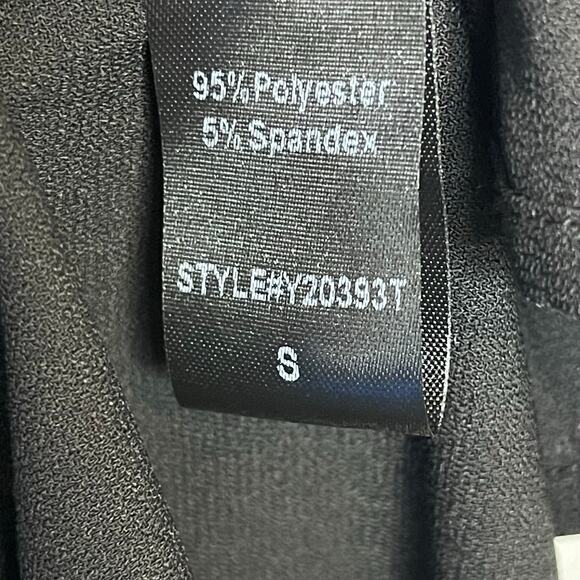 95% Polyester
5% Spandex
STYLE#Y20393T
S